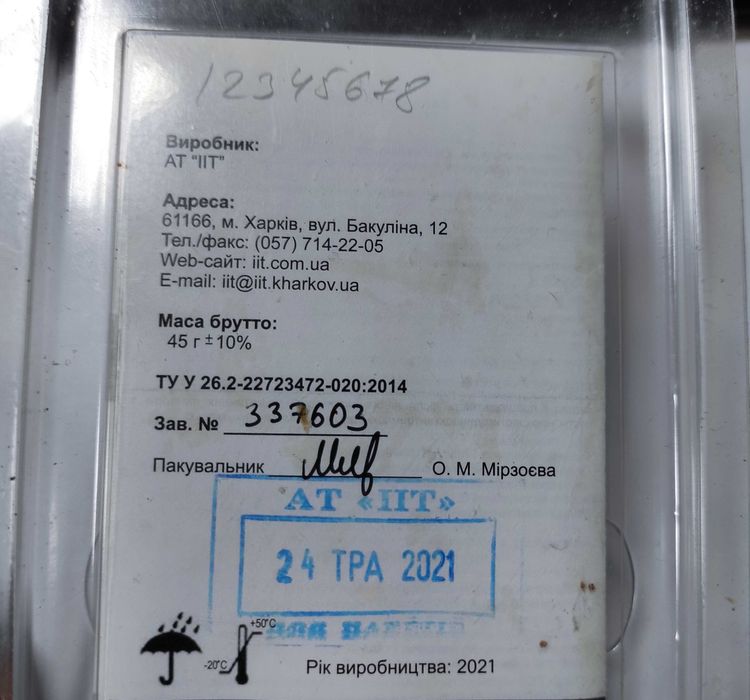 12345678
Виробник:
АТ "ІІТ"
Адреса:
61166, м. Харків, вул. Бакуліна, 12
Тел./факс: (057) 714-22-05
Web-сайт: iit.com.ua
E-mail: iit@iit.kharkov.ua
Маса брутто:
45 г ±10%
ТУ У 26.2-22723472-020:2014
Зав. № 337603
Пакувальник О. М. Мірзоєва
АТ «ІІТ»
24 ТРА 2021
+50°C
-20°C
Рік виробництва: 2021